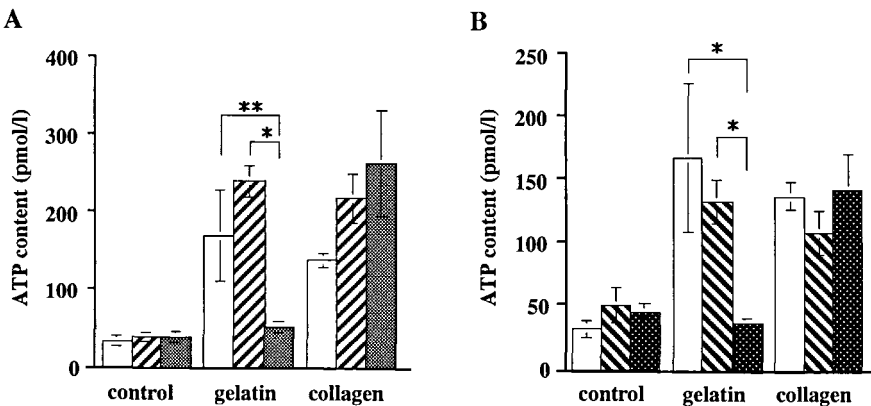 A
ATP content (pmol/l)
400
300
200
100
0
**
*
control gelatin collagen
B
ATP content (pmol/l)
250
200
150
100
50
0
*
*
control gelatin collagen